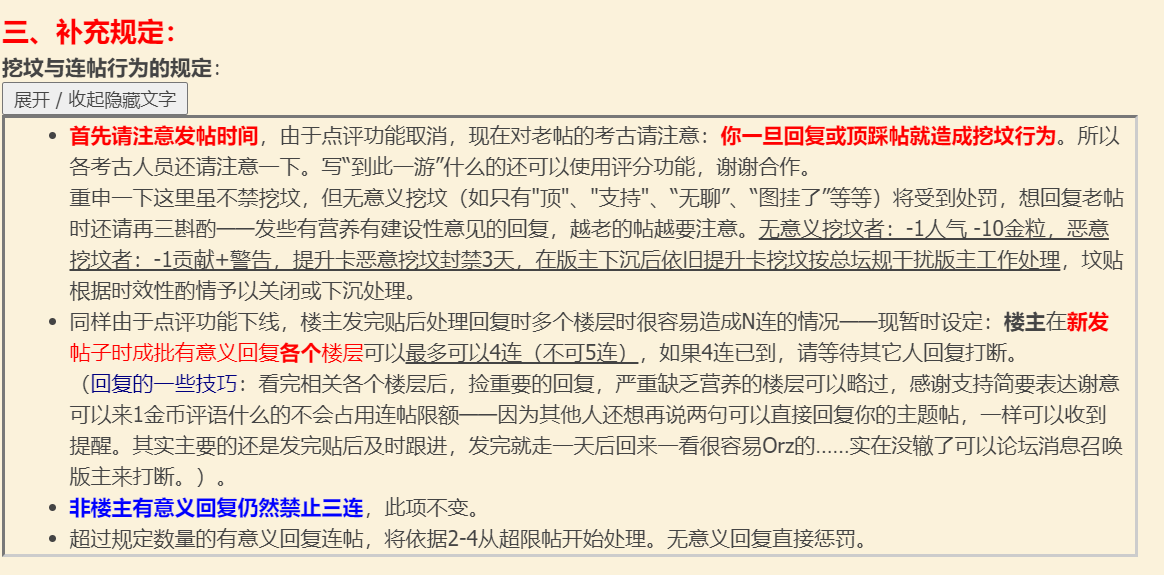 三、补充规定：
挖坟与连帖行为的规定：
展开 / 收起隐藏文字
• 首先请注意发帖时间，由于点评功能取消，现在对老帖的考古请注意：你一旦回复或顶踩帖就造成挖坟行为。所以
各考古人员还请注意一下。写“到此一游”什么的还可以使用评分功能，谢谢合作。
重申一下这里虽不禁挖坟，但无意义挖坟（如只有"顶"、"支持"、“无聊”、“图挂了”等等）将受到处罚，想回复老帖
时还请再三斟酌——发些有营养有建设性意见的回复，越老的帖越要注意。无意义挖坟者：-1人气 -10金粒，恶意
挖坟者：-1贡献+警告，提升卡恶意挖坟封禁3天，在版主下沉后依旧提升卡挖坟按总坛规干扰版主工作处理，坟贴
根据时效性酌情予以关闭或下沉处理。
• 同样由于点评功能下线，楼主发完贴后处理回复时多个楼层时很容易造成N连的情况——现暂时设定：楼主在新发
帖子时成批有意义回复各个楼层可以最多可以4连（不可5连），如果4连已到，请等待其它人回复打断。
（回复的一些技巧：看完相关各个楼层后，捡重要的回复，严重缺乏营养的楼层可以略过，感谢支持简要表达谢意
可以来1金币评语什么的不会占用连帖限额——因为其他人还想再说两句可以直接回复你的主题帖，一样可以收到
提醒。其实主要的还是发完贴后及时跟进，发完就走一天后回来一看很容易Orz的……实在没辙了可以论坛消息召唤
版主来打断。）。
• 非楼主有意义回复仍然禁止三连，此项不变。
• 超过规定数量的有意义回复连帖，将依据2-4从超限帖开始处理。无意义回复直接惩罚。